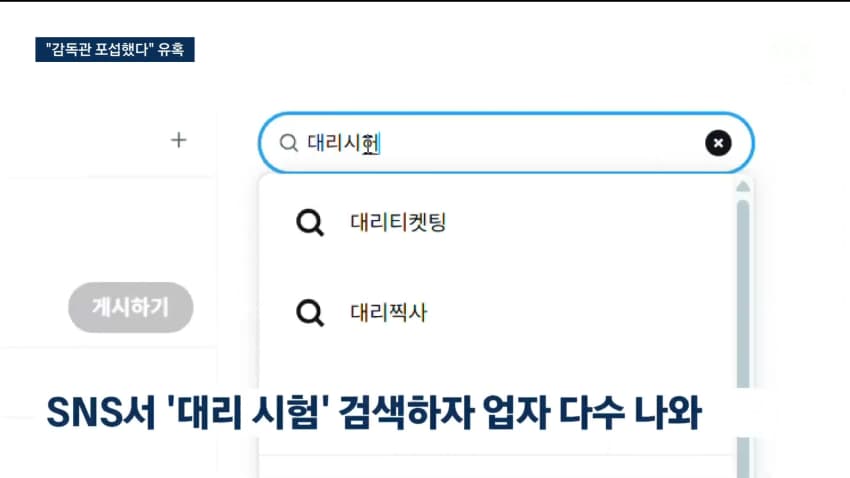 "감독관 포섭했다" 유혹
대리시허
대리티켓팅
게시하기
대리찍사
SNS서 '대리 시험' 검색하자 업자 다수 나와